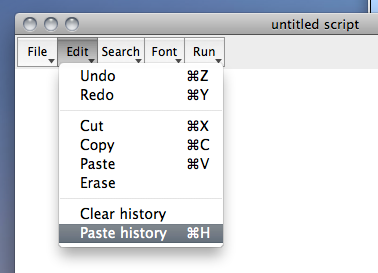 untitled script
File Edit Search Font Run
Undo ⌘Z
Redo ⌘Y
Cut ⌘X
Copy ⌘C
Paste ⌘V
Erase
Clear history
Paste history ⌘H